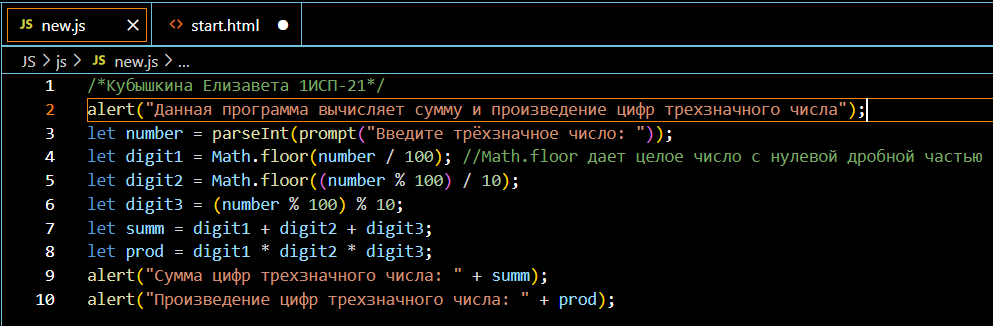 JS new.js × <> start.html ●
JS > js > JS new.js > ...
1 /*Кубышкина Елизавета 1ИСП-21*/
2 alert("Данная программа вычисляет сумму и произведение цифр трехзначного числа");
3 let number = parseInt(prompt("Введите трёхзначное число: "));
4 let digit1 = Math.floor(number / 100); //Math.floor дает целое число с нулевой дробной частью
5 let digit2 = Math.floor((number % 100) / 10);
6 let digit3 = (number % 100) % 10;
7 let summ = digit1 + digit2 + digit3;
8 let prod = digit1 * digit2 * digit3;
9 alert("Сумма цифр трехзначного числа: " + summ);
10 alert("Произведение цифр трехзначного числа: " + prod);